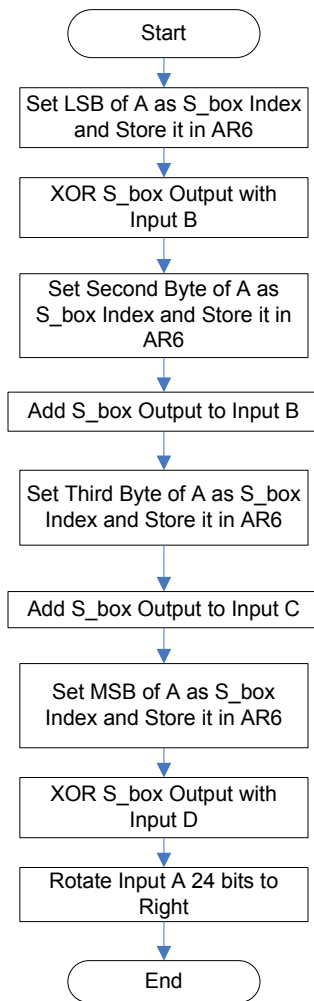 Start
Set LSB of A as S_box Index
and Store it in AR6
XOR S_box Output with
Input B
Set Second Byte of A as
S_box Index and Store it in
AR6
Add S_box Output to Input B
Set Third Byte of A as S_box
Index and Store it in AR6
Add S_box Output to Input C
Set MSB of A as S_box
Index and Store it in AR6
XOR S_box Output with
Input D
Rotate Input A 24 bits to
Right
End